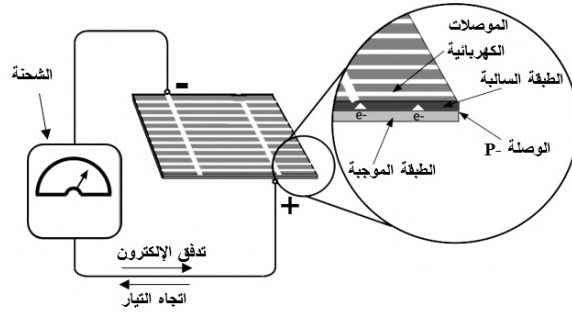 الموصلات
الكهربائية
الطبقة السالبة
e-
e-
الوصلة P-
الطبقة الموجبة
الشحنة
-
+
تدفق الإلكترون
اتجاه التيار